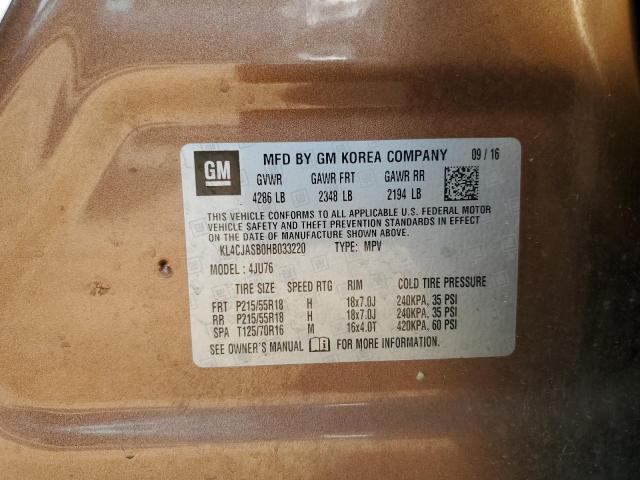 GM MFD BY GM KOREA COMPANY 09 / 16
GVWR GAWR FRT GAWR RR
4286 LB 2348 LB 2194 LB
THIS VEHICLE CONFORMS TO ALL APPLICABLE U.S. FEDERAL MOTOR
VEHICLE SAFETY AND THEFT PREVENTION STANDARDS IN EFFECT
ON THE DATE OF MANUFACTURE SHOWN ABOVE.
KL4CJASB0HB033220 TYPE: MPV
MODEL: 4JU76
TIRE SIZE SPEED RTG RIM COLD TIRE PRESSURE
FRT P215/55R18 H 18x7.0J 240KPA, 35 PSI
RR P215/55R18 H 18x7.0J 240KPA, 35 PSI
SPA T125/70R16 M 16x4.0T 420KPA, 60 PSI
SEE OWNER'S MANUAL FOR MORE INFORMATION.